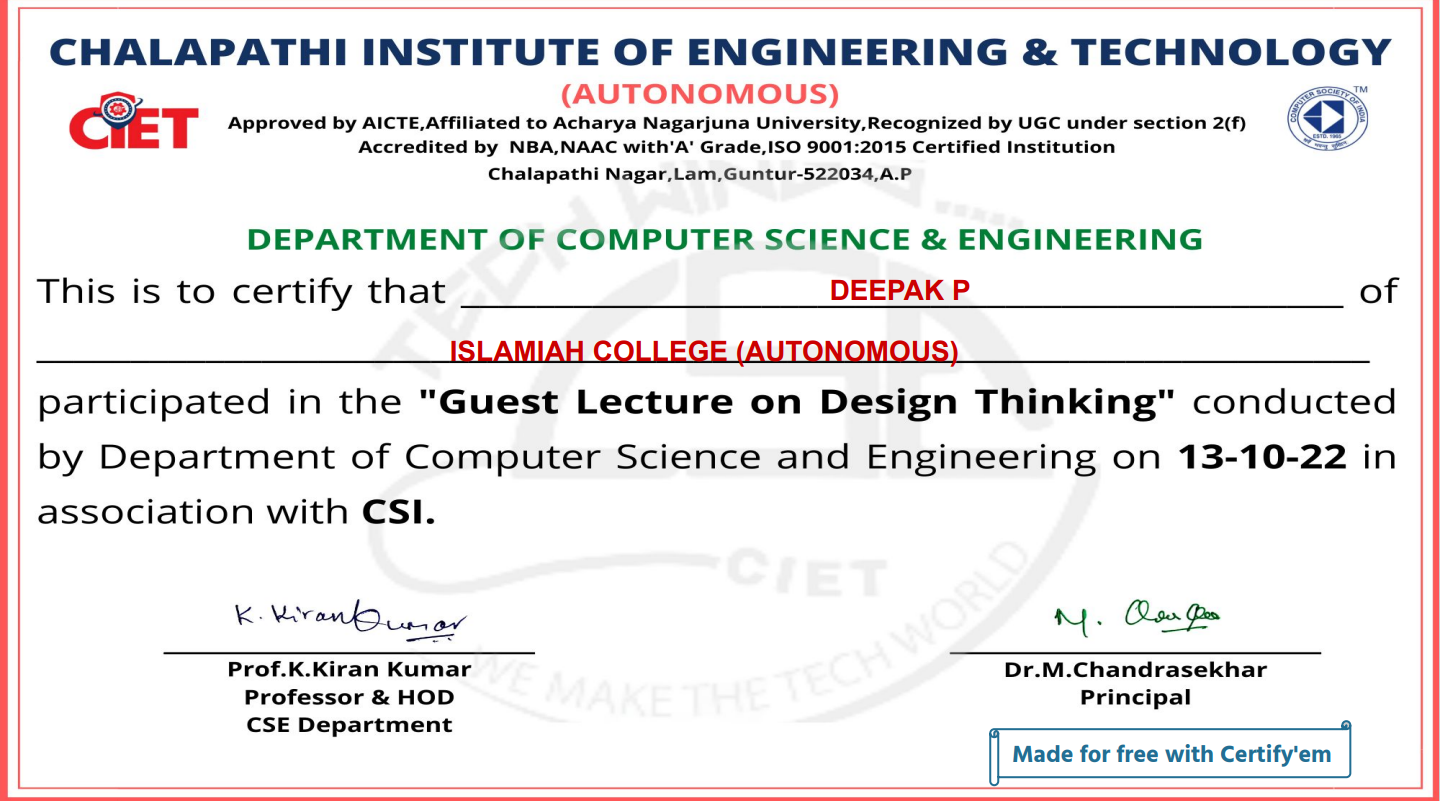 CHALAPATHI INSTITUTE OF ENGINEERING & TECHNOLOGY
(AUTONOMOUS)
CIET
Approved by AICTE,Affiliated to Acharya Nagarjuna University,Recognized by UGC under section 2(f)
Accredited by NBA,NAAC with'A' Grade,ISO 9001:2015 Certified Institution
Chalapathi Nagar,Lam,Guntur-522034,A.P
COMPUTER SOCIETY OF INDIA
ESTD. 1965
TM
TECH WINDZ.....
DEPARTMENT OF COMPUTER SCIENCE & ENGINEERING
This is to certify that DEEPAK P of
ISLAMIAH COLLEGE (AUTONOMOUS)
participated in the "Guest Lecture on Design Thinking" conducted
by Department of Computer Science and Engineering on 13-10-22 in
association with CSI.
CIET
WE MAKE THE TECH WORLD
K. Kiran Kumar
Prof.K.Kiran Kumar
Professor & HOD
CSE Department
M.
Dr.M.Chandrasekhar
Principal
Made for free with Certify'em